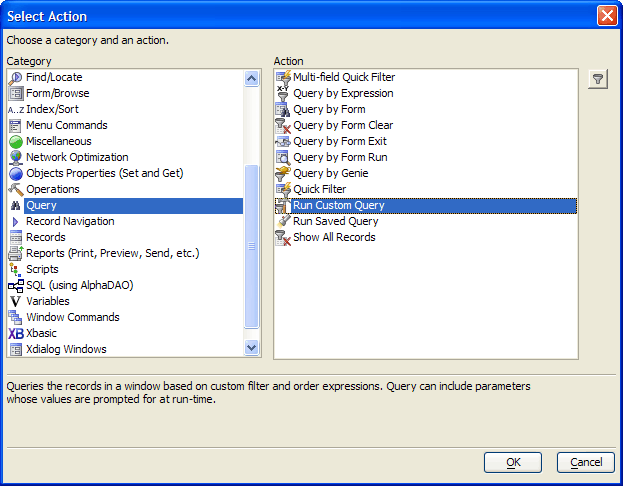 Select Action
Choose a category and an action.
Category
Find/Locate
Form/Browse
A..Z Index/Sort
Menu Commands
Miscellaneous
Network Optimization
Objects Properties (Set and Get)
Operations
Query
Record Navigation
Records
Reports (Print, Preview, Send, etc.)
Scripts
SQL (using AlphaDAO)
V Variables
Window Commands
XB Xbasic
Xdialog Windows
Action
Multi-field Quick Filter
X-Y Query by Expression
Query by Form
Query by Form Clear
Query by Form Exit
Query by Form Run
Query by Genie
Quick Filter
Run Custom Query
Run Saved Query
Show All Records
Queries the records in a window based on custom filter and order expressions. Query can include parameters
whose values are prompted for at run-time.
OK
Cancel